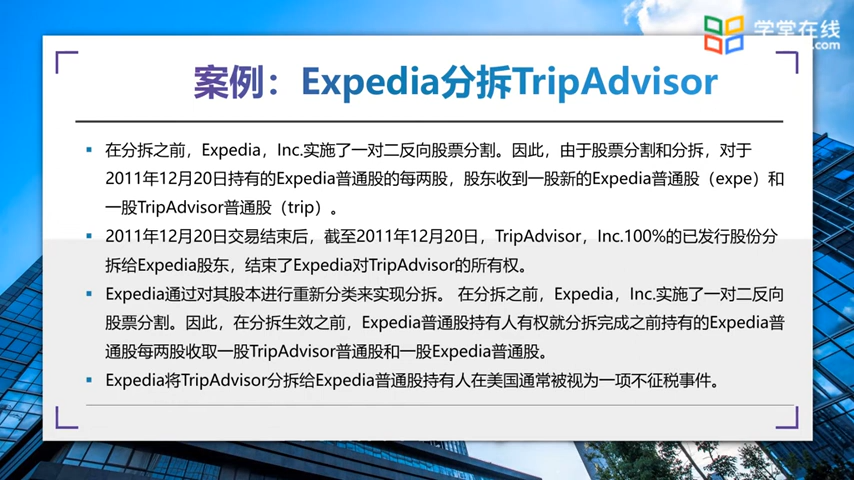 学堂在线
.com
案例：Expedia分拆TripAdvisor
▪ 在分拆之前，Expedia，Inc.实施了一对二反向股票分割。因此，由于股票分割和分拆，对于
2011年12月20日持有的Expedia普通股的每两股，股东收到一股新的Expedia普通股（expe）和
一股TripAdvisor普通股（trip）。
▪ 2011年12月20日交易结束后，截至2011年12月20日，TripAdvisor，Inc.100%的已发行股份分
拆给Expedia股东，结束了Expedia对TripAdvisor的所有权。
▪ Expedia通过对其股本进行重新分类来实现分拆。 在分拆之前，Expedia，Inc.实施了一对二反向
股票分割。因此，在分拆生效之前，Expedia普通股持有人有权就分拆完成之前持有的Expedia普
通股每两股收取一股TripAdvisor普通股和一股Expedia普通股。
▪ Expedia将TripAdvisor分拆给Expedia普通股持有人在美国通常被视为一项不征税事件。